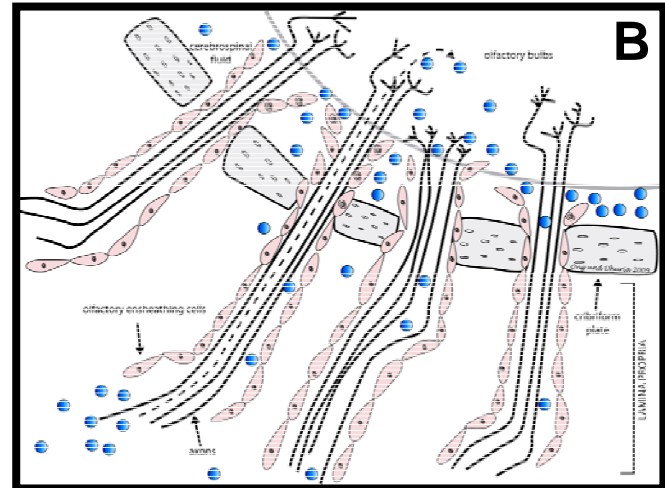 B
cerebrospinal
fluid
olfactory bulbs
olfactory ensheathing cells
cribriform
plate
LAMINA PROPRIA
axons